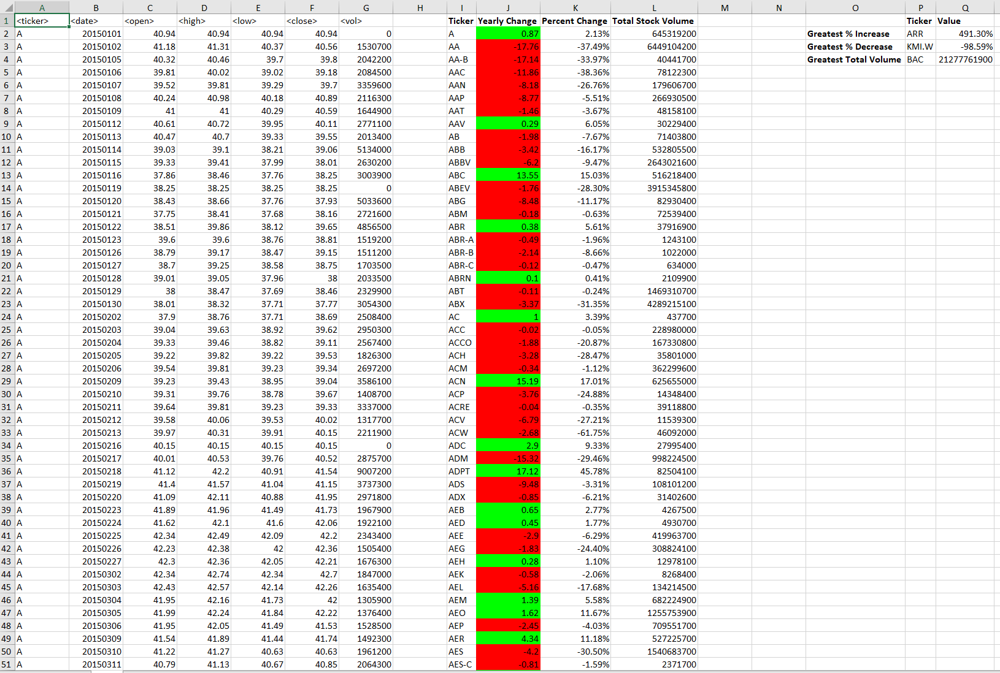 A B C D E F G H I J K L M N O P Q
1 <ticker> <date> <open> <high> <low> <close> <vol> Ticker Yearly Change Percent Change Total Stock Volume Ticker Value
2 A 20150101 40.94 40.94 40.94 40.94 0 A 0.87 2.13% 645319200 Greatest % Increase ARR 491.30%
3 A 20150102 41.18 41.31 40.37 40.56 1530700 AA -17.76 -37.49% 6449104200 Greatest % Decrease KMI.W -98.59%
4 A 20150105 40.32 40.46 39.7 39.8 2042200 AA-B -17.14 -33.97% 40441700 Greatest Total Volume BAC 21277761900
5 A 20150106 39.81 40.02 39.02 39.18 2084500 AAC -11.86 -38.36% 78122300
6 A 20150107 39.52 39.81 39.29 39.7 3359600 AAN -8.18 -26.76% 179606700
7 A 20150108 40.24 40.98 40.18 40.89 2116300 AAP -8.77 -5.51% 266930500
8 A 20150109 41 41 40.29 40.59 1644900 AAT -1.46 -3.67% 48158100
9 A 20150112 40.61 40.72 39.95 40.11 2771100 AAV 0.29 6.05% 30229400
10 A 20150113 40.47 40.7 39.33 39.55 2013400 AB -1.98 -7.67% 71403800
11 A 20150114 39.03 39.1 38.21 39.06 5134000 ABB -3.42 -16.17% 532805500
12 A 20150115 39.33 39.41 37.99 38.01 2630200 ABBV -6.2 -9.47% 2643021600
13 A 20150116 37.86 38.46 37.76 38.25 3003900 ABC 13.55 15.03% 516218400
14 A 20150119 38.25 38.25 38.25 38.25 0 ABEV -1.76 -28.30% 3915345800
15 A 20150120 38.43 38.66 37.76 37.93 5033600 ABG -8.48 -11.17% 82930400
16 A 20150121 37.75 38.41 37.68 38.16 2721600 ABM -0.18 -0.63% 72539400
17 A 20150122 38.51 39.86 38.12 39.65 4856500 ABR 0.38 5.61% 37916900
18 A 20150123 39.6 39.6 38.76 38.81 1519200 ABR-A -0.49 -1.96% 1243100
19 A 20150126 38.79 39.17 38.47 39.15 1511200 ABR-B -2.14 -8.66% 1022000
20 A 20150127 38.7 39.25 38.58 38.75 1703500 ABR-C -0.12 -0.47% 634000
21 A 20150128 39.01 39.05 37.96 38 2033500 ABRN 0.1 0.41% 2109900
22 A 20150129 38 38.47 37.69 38.46 2329900 ABT -0.11 -0.24% 1469310700
23 A 20150130 38.01 38.32 37.71 37.77 3054300 ABX -3.37 -31.35% 4289215100
24 A 20150202 37.9 38.76 37.71 38.69 2508400 AC 1 3.39% 437700
25 A 20150203 39.04 39.63 38.92 39.62 2950300 ACC -0.02 -0.05% 228980000
26 A 20150204 39.33 39.46 38.82 39.11 2567400 ACCO -1.88 -20.87% 167330800
27 A 20150205 39.22 39.82 39.22 39.53 1826300 ACH -3.28 -28.47% 35801000
28 A 20150206 39.54 39.81 39.23 39.34 2697200 ACM -0.34 -1.12% 362299600
29 A 20150209 39.23 39.43 38.95 39.04 3586100 ACN 15.19 17.01% 625655000
30 A 20150210 39.31 39.76 38.78 39.67 1408700 ACP -3.76 -24.88% 14348400
31 A 20150211 39.64 39.81 39.23 39.33 3337000 ACRE -0.04 -0.35% 39118800
32 A 20150212 39.58 40.06 39.53 40.02 1317700 ACV -6.79 -27.21% 11539300
33 A 20150213 39.97 40.31 39.91 40.15 2211900 ACW -2.68 -61.75% 46092000
34 A 20150216 40.15 40.15 40.15 40.15 0 ADC 2.9 9.33% 27995400
35 A 20150217 40.01 40.53 39.76 40.52 2875700 ADM -15.32 -29.46% 998224500
36 A 20150218 41.12 42.2 40.91 41.54 9007200 ADPT 17.12 45.78% 82504100
37 A 20150219 41.4 41.57 41.04 41.15 3737300 ADS -9.48 -3.31% 108101200
38 A 20150220 41.09 42.11 40.88 41.95 2971800 ADX -0.85 -6.21% 31402600
39 A 20150223 41.89 41.96 41.49 41.73 1967900 AEB 0.65 2.77% 4267500
40 A 20150224 41.62 42.1 41.6 42.06 1922100 AED 0.45 1.77% 4930700
41 A 20150225 42.34 42.49 42.09 42.2 2343400 AEE -2.9 -6.29% 419963700
42 A 20150226 42.23 42.38 42 42.36 1505400 AEG -1.83 -24.40% 308824100
43 A 20150227 42.3 42.36 42.05 42.21 1676300 AEH 0.28 1.10% 12978100
44 A 20150302 42.34 42.74 42.34 42.7 1847000 AEK -0.58 -2.06% 8268400
45 A 20150303 42.43 42.57 42.14 42.26 1635400 AEL -5.16 -17.68% 134214500
46 A 20150304 41.95 42.16 41.73 42 1305900 AEM 1.39 5.58% 682224900
47 A 20150305 41.99 42.24 41.84 42.22 1376400 AEO 1.62 11.67% 1255753900
48 A 20150306 41.95 42.05 41.49 41.53 1528500 AEP -2.45 -4.03% 709551700
49 A 20150309 41.54 41.89 41.44 41.74 1492300 AER 4.34 11.18% 527225700
50 A 20150310 41.22 41.27 40.63 40.63 1961200 AES -4.2 -30.50% 1540683700
51 A 20150311 40.79 41.13 40.67 40.85 2064300 AES-C -0.81 -1.59% 2371700